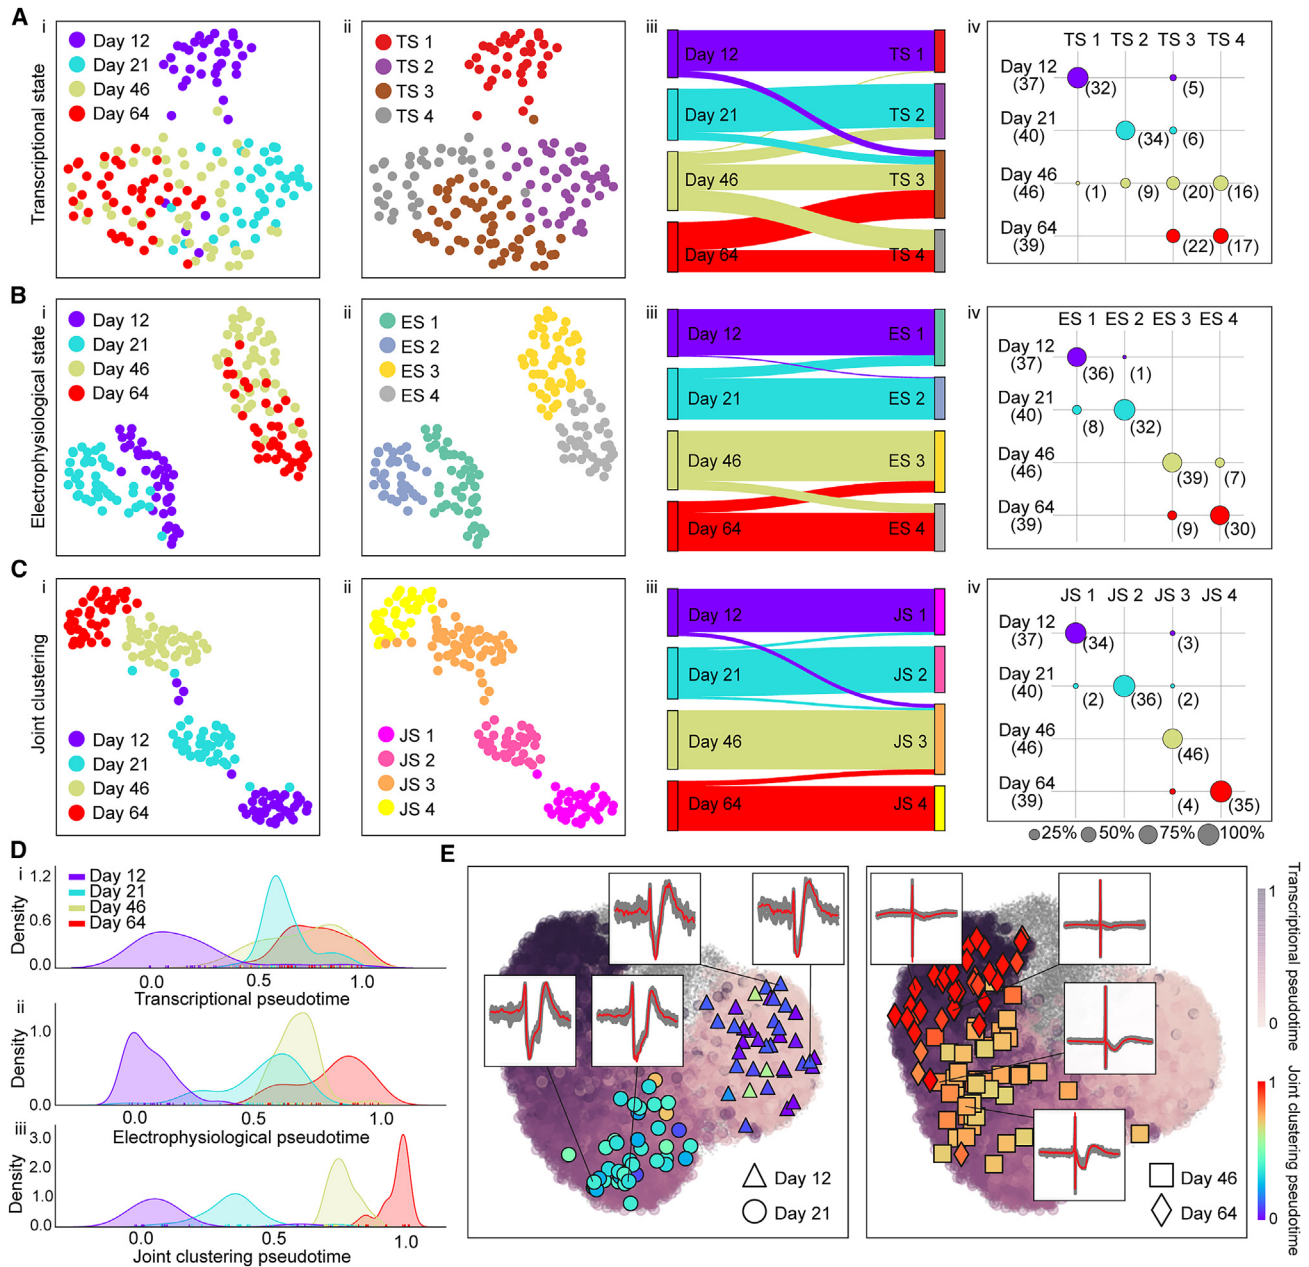 A
i
Transcriptional state
Day 12
Day 21
Day 46
Day 64
ii
TS 1
TS 2
TS 3
TS 4
iii
Day 12
Day 21
Day 46
Day 64
TS 1
TS 2
TS 3
TS 4
iv
TS 1 TS 2 TS 3 TS 4
Day 12
(37)
(32)
(5)
Day 21
(40)
(34)
(6)
Day 46
(46)
(1)
(9)
(20)
(16)
Day 64
(39)
(22)
(17)
B
i
Electrophysiological state
Day 12
Day 21
Day 46
Day 64
ii
ES 1
ES 2
ES 3
ES 4
iii
Day 12
Day 21
Day 46
Day 64
ES 1
ES 2
ES 3
ES 4
iv
ES 1 ES 2 ES 3 ES 4
Day 12
(37)
(36)
(1)
Day 21
(40)
(8)
(32)
Day 46
(46)
(39)
(7)
Day 64
(39)
(9)
(30)
C
i
Joint clustering
Day 12
Day 21
Day 46
Day 64
ii
JS 1
JS 2
JS 3
JS 4
iii
Day 12
Day 21
Day 46
Day 64
JS 1
JS 2
JS 3
JS 4
iv
JS 1 JS 2 JS 3 JS 4
Day 12
(37)
(34)
(3)
Day 21
(40)
(2)
(36)
(2)
Day 46
(46)
(46)
Day 64
(39)
(4)
(35)
25% 50% 75% 100%
D
i
Density
1.2
0.6
0.0
Day 12
Day 21
Day 46
Day 64
0.0 0.5 1.0
Transcriptional pseudotime
ii
Density
1.0
0.0
0.0 0.5 1.0
Electrophysiological pseudotime
iii
Density
3.0
2.0
1.0
0.0
0.0 0.5 1.0
Joint clustering pseudotime
E
Day 12
Day 21
Day 46
Day 64
1
0
Transcriptional pseudotime
1
0
Joint clustering pseudotime